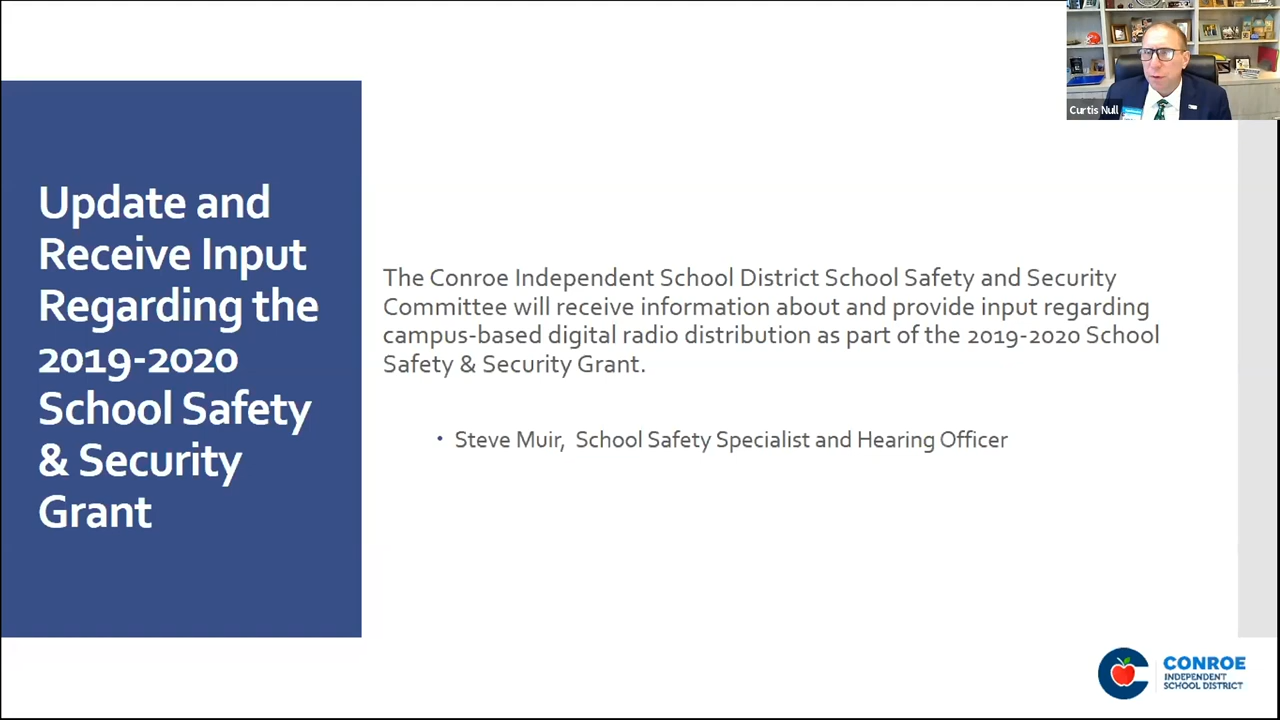 Curtis Null
Update and
Receive Input
Regarding the
2019-2020
School Safety
& Security
Grant
The Conroe Independent School District School Safety and Security
Committee will receive information about and provide input regarding
campus-based digital radio distribution as part of the 2019-2020 School
Safety & Security Grant.
• Steve Muir, School Safety Specialist and Hearing Officer
CONROE
INDEPENDENT
SCHOOL DISTRICT